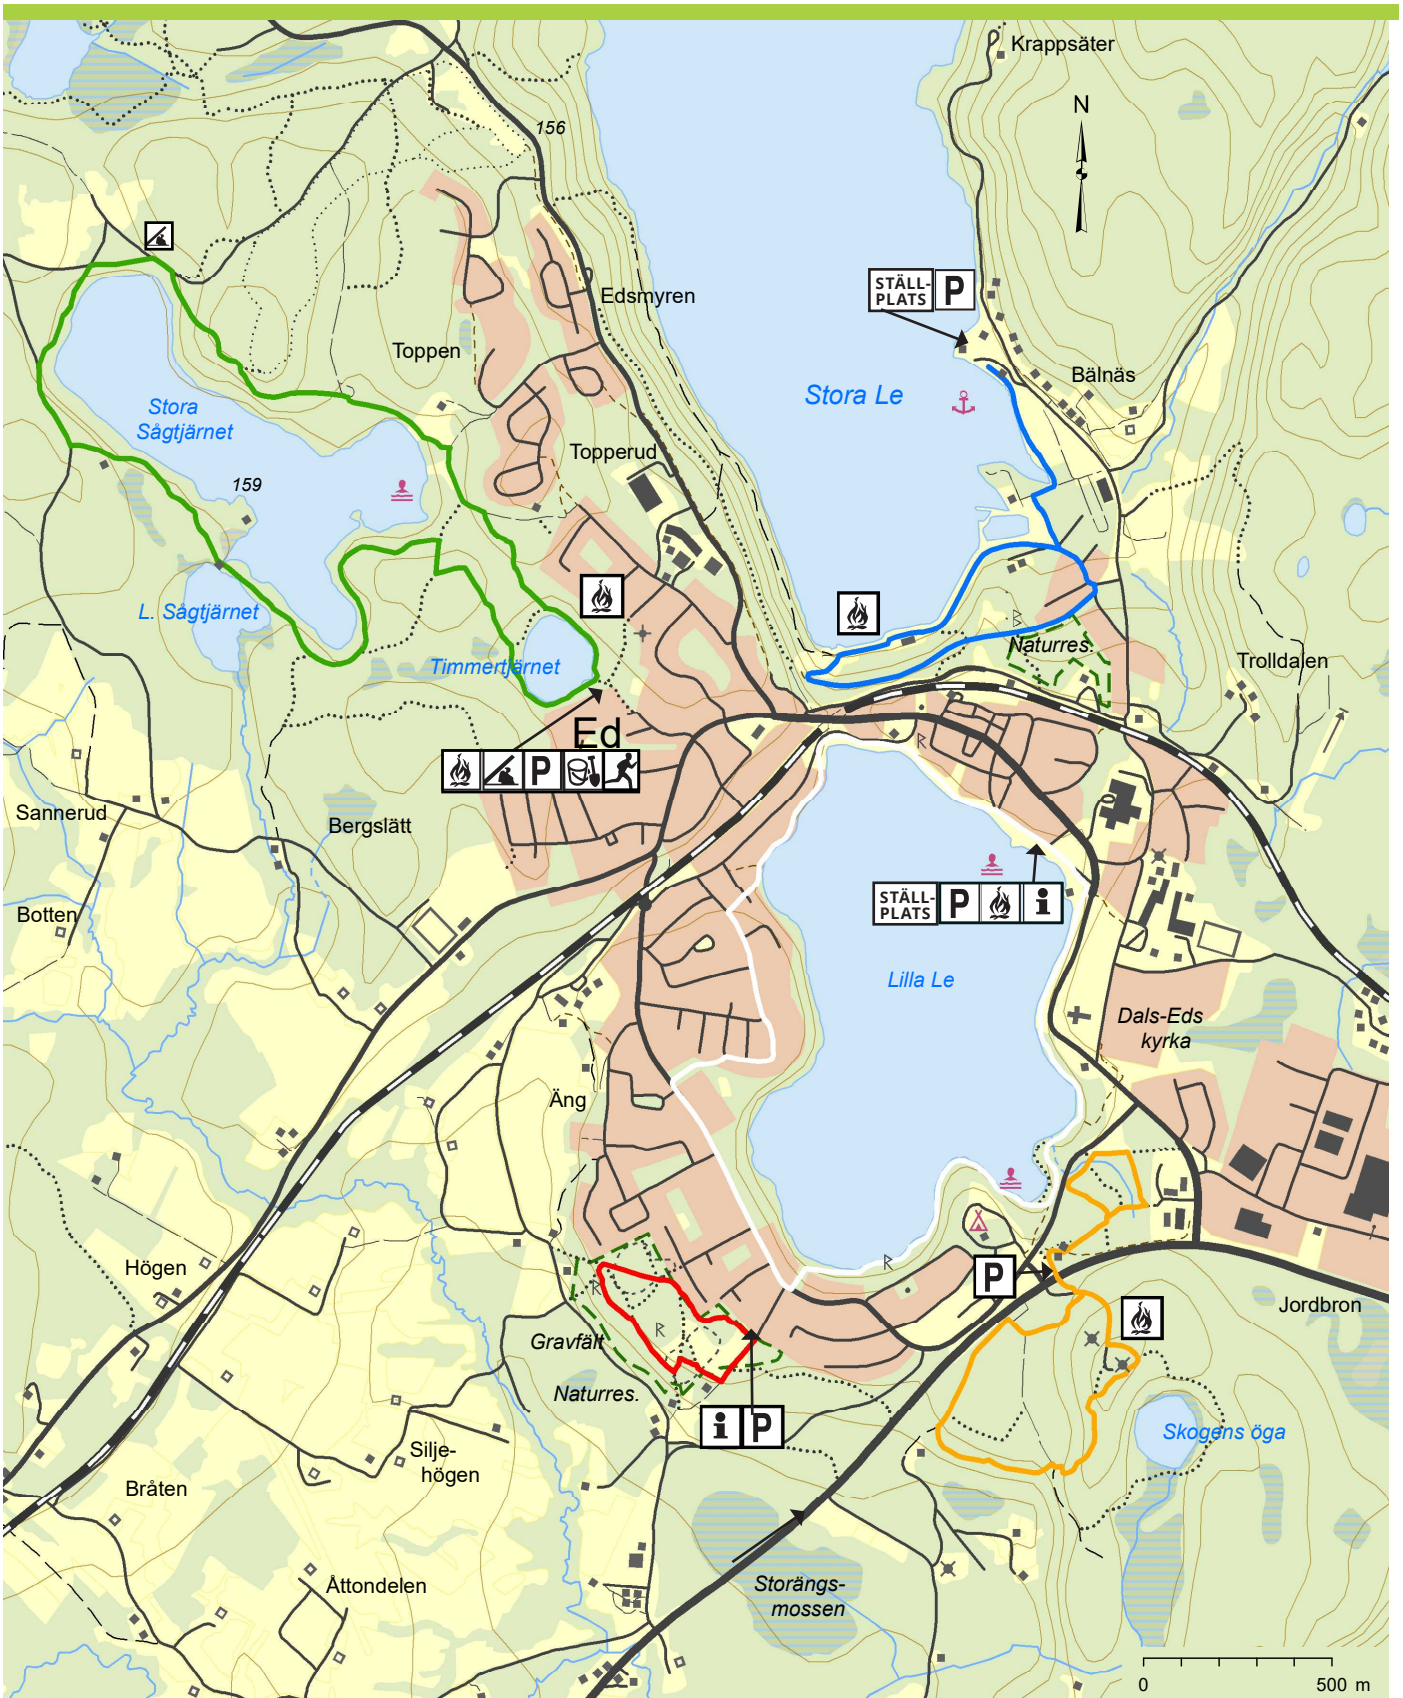 Krappsäter
N
156
STÄLL-
PLATS
P
Edsmyren
Toppen
Bälnäs
Stora Le
Stora
Sågtjärnet
Topperud
159
L. Sågtjärnet
Naturres.
Timmertjärnet
Trolldalen
Ed
P
Sannerud
Bergslätt
STÄLL-
PLATS
P
i
Botten
Lilla Le
Dals-Eds
kyrka
Äng
Högen
P
Jordbron
R
R
R
R
Gravfält
Naturres.
i
P
Skogens öga
Silje-
högen
Bråten
Åttondelen
Storängs-
mossen
0
500 m